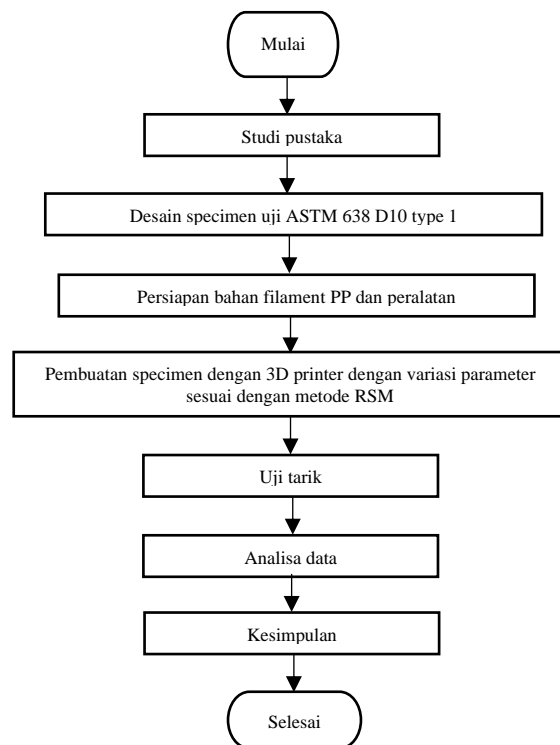 Mulai
Studi pustaka
Desain specimen uji ASTM 638 D10 type 1
Persiapan bahan filament PP dan peralatan
Pembuatan specimen dengan 3D printer dengan variasi parameter
sesuai dengan metode RSM
Uji tarik
Analisa data
Kesimpulan
Selesai